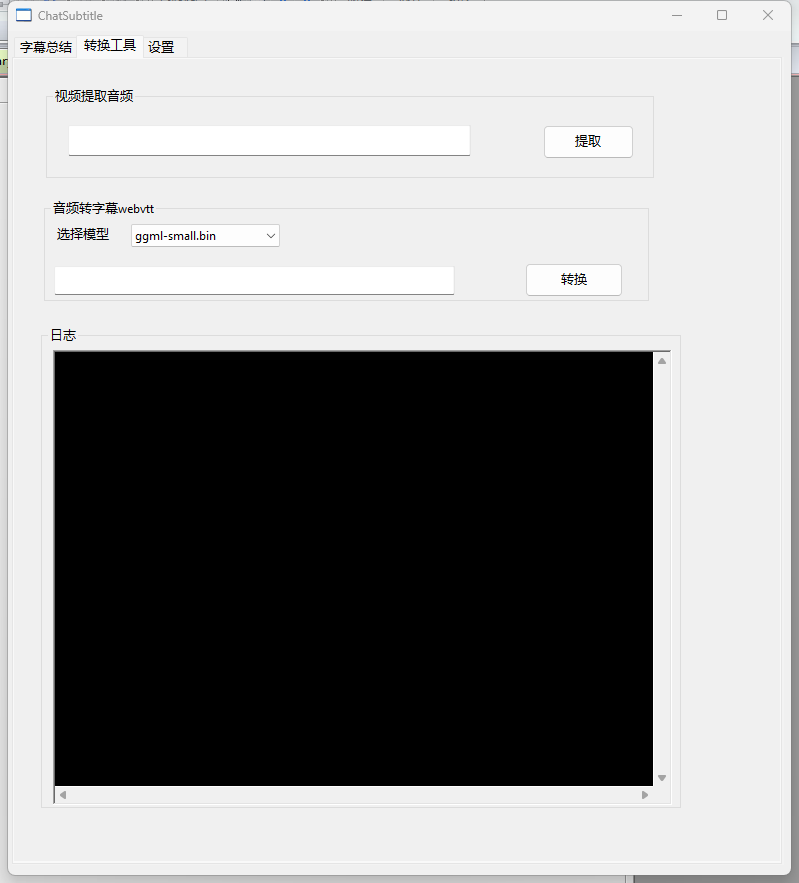 ChatSubtitle
字幕总结 转换工具 设置
视频提取音频
提取
音频转字幕webvtt
选择模型 ggml-small.bin
转换
日志